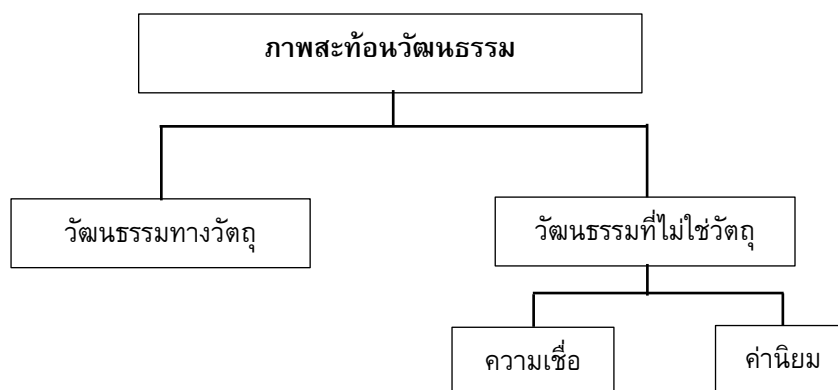 ภาพสะท้อนวัฒนธรรม
วัฒนธรรมทางวัตถุ
วัฒนธรรมที่ไม่ใช่วัตถุ
ความเชื่อ
ค่านิยม